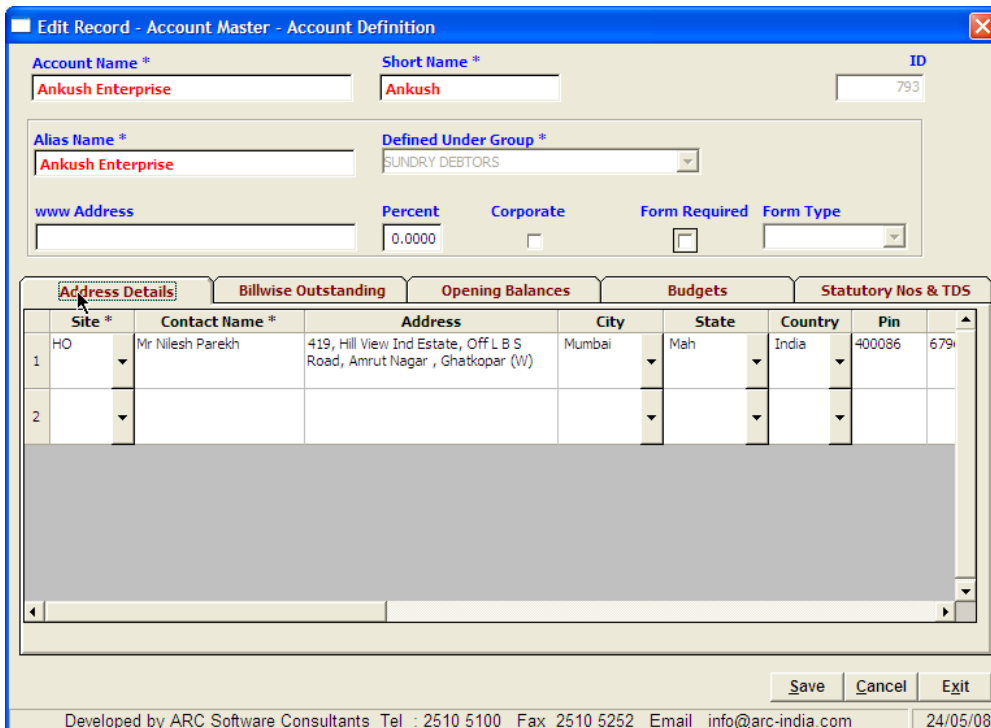 Edit Record - Account Master - Account Definition
Account Name * Short Name * ID
Ankush Enterprise Ankush 793
Alias Name * Defined Under Group *
Ankush Enterprise SUNDRY DEBTORS
www Address Percent Corporate Form Required Form Type
0.0000
Address Details Billwise Outstanding Opening Balances Budgets Statutory Nos & TDS
Site * Contact Name * Address City State Country Pin
1 HO Mr Nilesh Parekh 419, Hill View Ind Estate, Off L B S Mumbai Mah India 400086
Road, Amrut Nagar , Ghatkopar (W)
2
Save Cancel Exit
Developed by ARC Software Consultants Tel : 2510 5100 Fax 2510 5252 Email info@arc-india.com 24/05/08